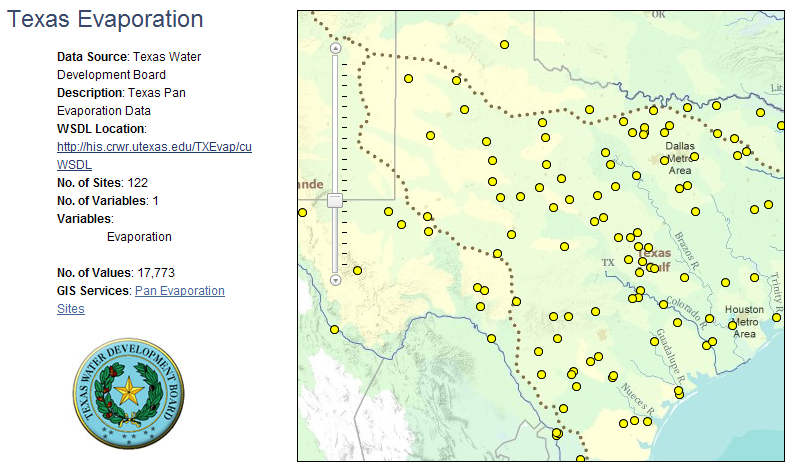 Texas Evaporation
Data Source: Texas Water
Development Board
Description: Texas Pan
Evaporation Data
WSDL Location:
http://his.crwr.utexas.edu/TXEvap/cu
WSDL
No. of Sites: 122
No. of Variables: 1
Variables:
Evaporation
No. of Values: 17,773
GIS Services: Pan Evaporation
Sites
TEXAS WATER DEVELOPMENT BOARD
OK
Lit
Dallas
Metro
Area
ande
Brazos R.
Texas
Gulf
TX
Trinity R
Colorado R.
Houston
Metro
Area
Guadalupe R.
Nueces R.